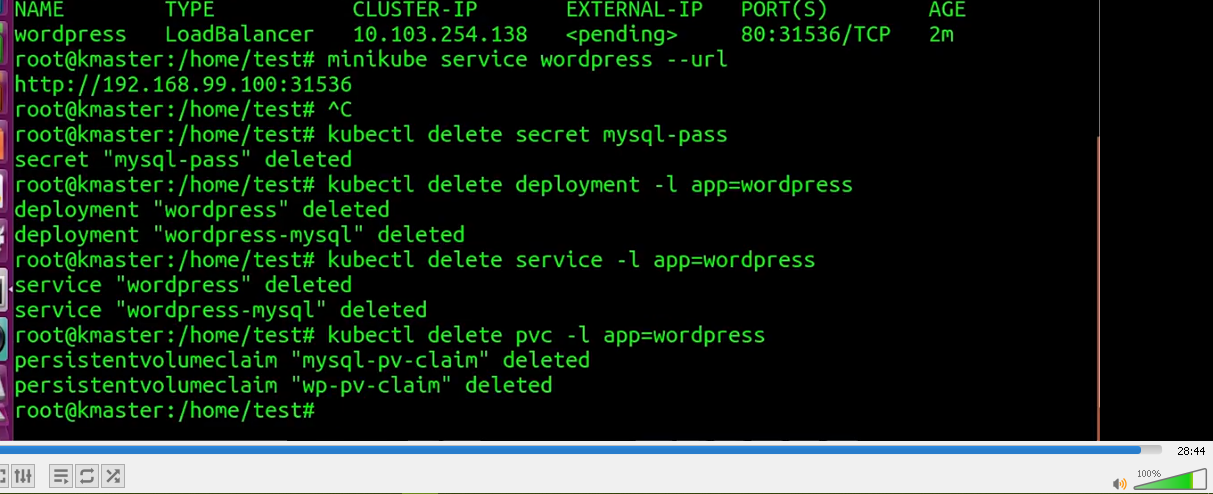 NAME TYPE CLUSTER-IP EXTERNAL-IP PORT(S) AGE
wordpress LoadBalancer 10.103.254.138 <pending> 80:31536/TCP 2m
root@kmaster:/home/test# minikube service wordpress --url
http://192.168.99.100:31536
root@kmaster:/home/test# ^C
root@kmaster:/home/test# kubectl delete secret mysql-pass
secret "mysql-pass" deleted
root@kmaster:/home/test# kubectl delete deployment -l app=wordpress
deployment "wordpress" deleted
deployment "wordpress-mysql" deleted
root@kmaster:/home/test# kubectl delete service -l app=wordpress
service "wordpress" deleted
service "wordpress-mysql" deleted
root@kmaster:/home/test# kubectl delete pvc -l app=wordpress
persistentvolumeclaim "mysql-pv-claim" deleted
persistentvolumeclaim "wp-pv-claim" deleted
root@kmaster:/home/test#
28:44
100%